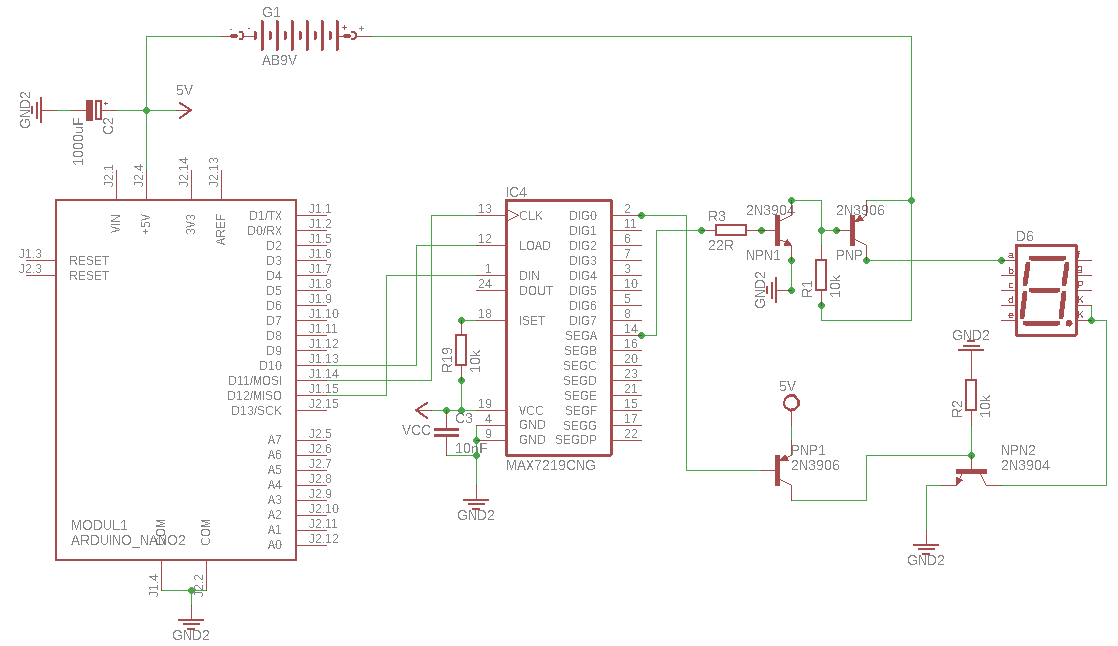 G1
- - + +
AB9V
5V
GND2
+
1000uF
C2
J2.1
J2.4
J2.14
J2.13
VIN
+5V
3V3
AREF
D1/TX J1.1
D0/RX J1.2
D2 J1.5
J1.3 RESET D3 J1.6
J2.3 RESET D4 J1.7
D5 J1.8
D6 J1.9
D7 J1.10
D8 J1.11
D9 J1.12
D10 J1.13
D11/MOSI J1.14
D12/MISO J1.15
D13/SCK J2.15
A7 J2.5
A6 J2.6
A5 J2.7
A4 J2.8
A3 J2.9
A2 J2.10
A1 J2.11
A0 J2.12
MODUL1
ARDUINO_NANO2
COM
COM
J1.4
J2.2
GND2
IC4
13 CLK DIG0 2
DIG1 11
12 LOAD DIG2 6
DIG3 7
1 DIN DIG4 3
24 DOUT DIG5 10
DIG6 5
18 ISET DIG7 8
SEGA 14
SEGB 16
SEGC 20
SEGD 23
SEGE 21
19 VCC SEGF 15
4 GND SEGG 17
9 GND SEGDP 22
MAX7219CNG
R19
10k
VCC
C3
10nF
GND2
R3
22R
2N3904
NPN1
GND2
2N3906
PNP
R1
10k
D6
a f
b g
c P
d K
e K
GND2
R2
10k
5V
PNP1
2N3906
NPN2
2N3904
GND2